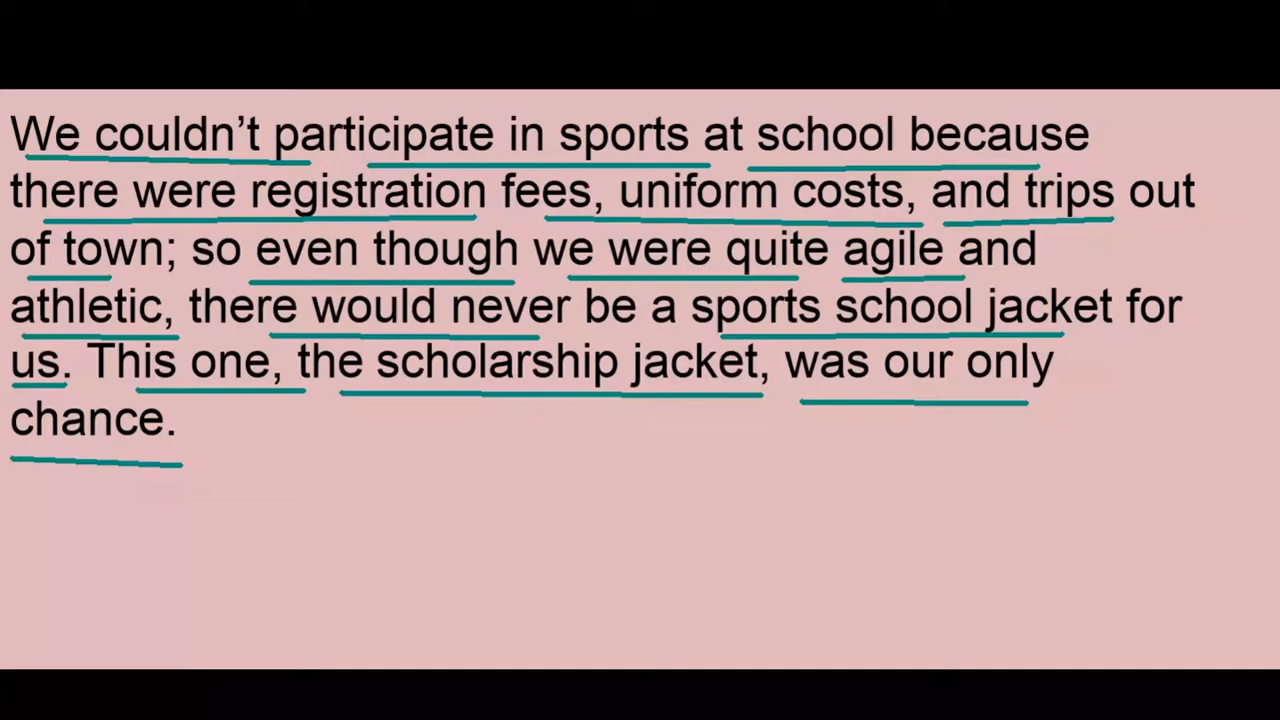 We couldn’t participate in sports at school because
there were registration fees, uniform costs, and trips out
of town; so even though we were quite agile and
athletic, there would never be a sports school jacket for
us. This one, the scholarship jacket, was our only
chance.